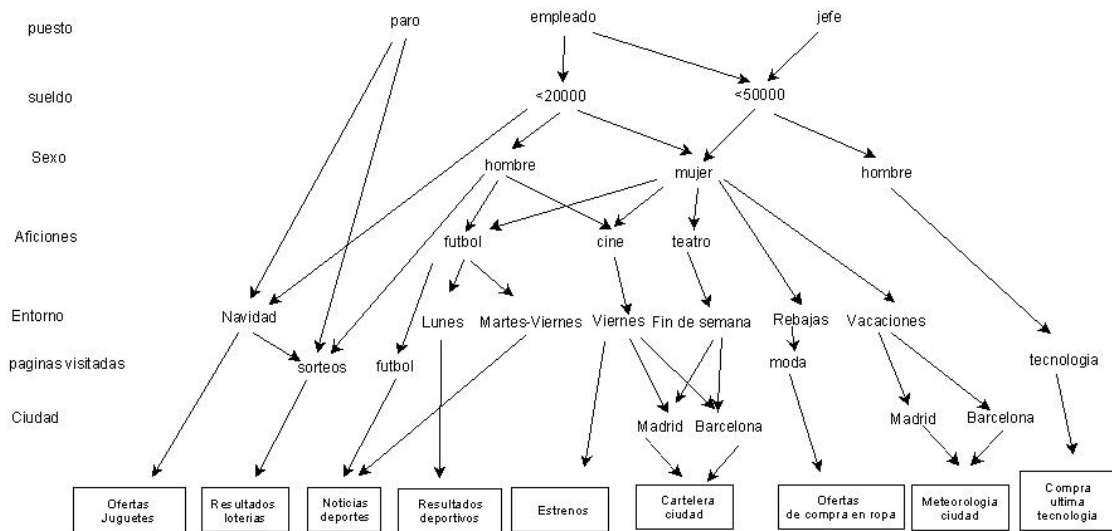 puesto paro empleado jefe
sueldo <20000 <50000
Sexo hombre mujer hombre
Aficiones futbol cine teatro
Entorno Navidad Lunes Martes-Viernes Viernes Fin de semana Rebajas Vacaciones
paginas visitadas sorteos futbol moda tecnologia
Ciudad Madrid Barcelona Madrid Barcelona
Ofertas
Juguetes
Resultados
loterias
Noticias
deportes
Resultados
deportivos
Estrenos
Cartelera
ciudad
Ofertas
de compra en ropa
Meteorologia
ciudad
Compra
ultima
tecnologia